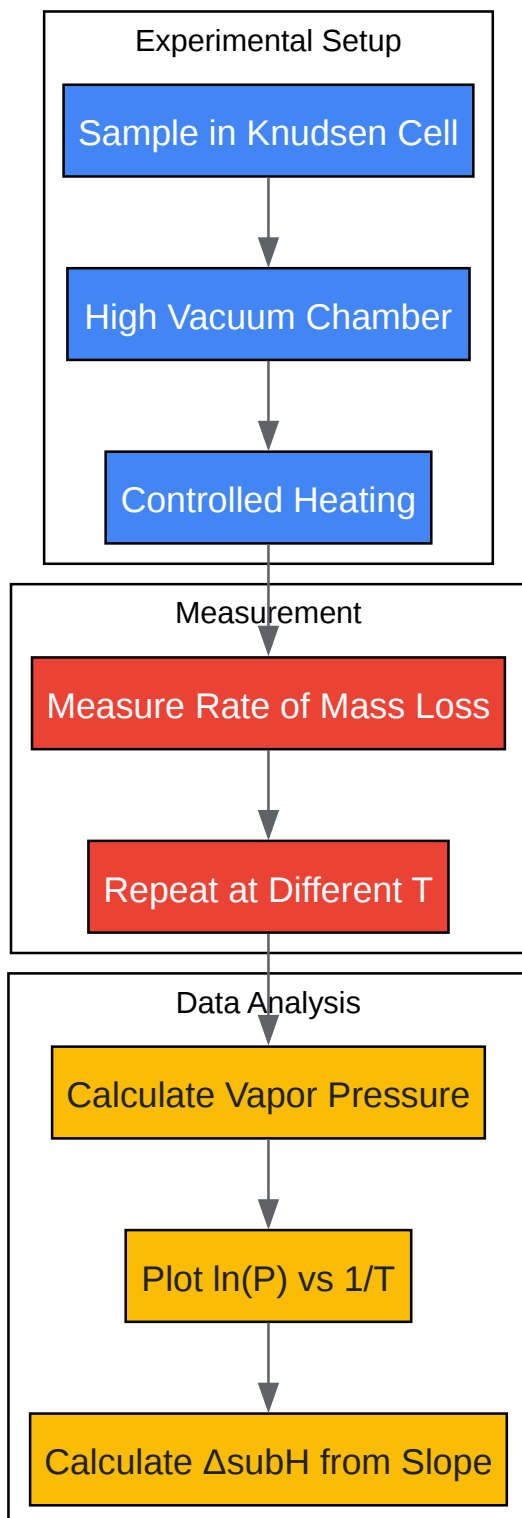 Experimental Setup
Sample in Knudsen Cell
High Vacuum Chamber
Controlled Heating
Measurement
Measure Rate of Mass Loss
Repeat at Different T
Data Analysis
Calculate Vapor Pressure
Plot ln(P) vs 1/T
Calculate ΔsubH from Slope